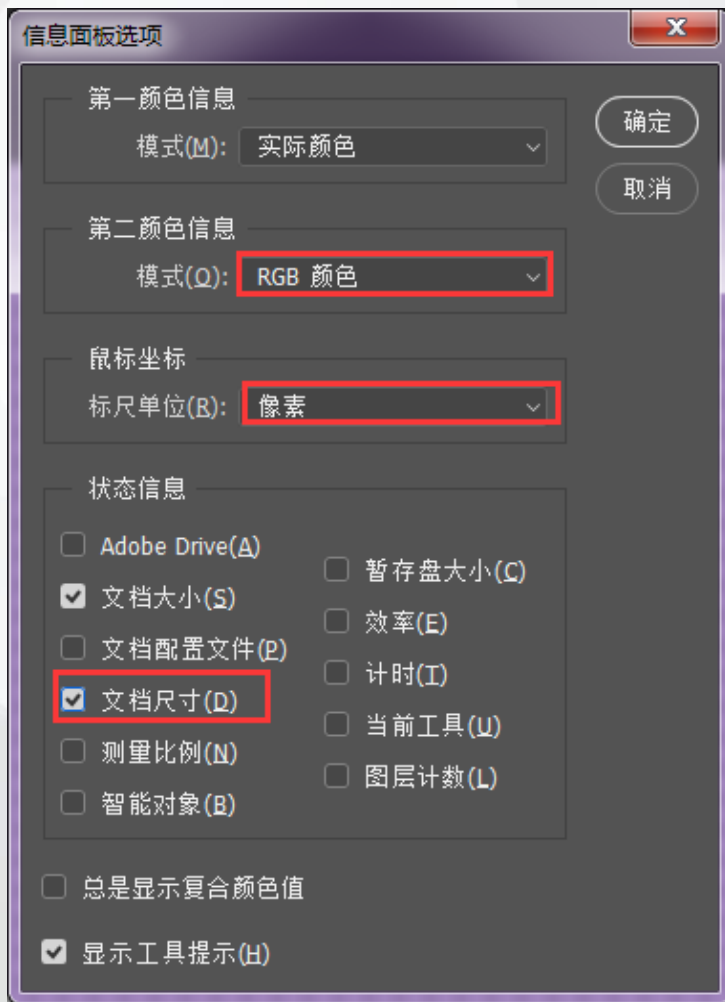 信息面板选项
第一颜色信息
模式(M): 实际颜色
确定
取消
第二颜色信息
模式(O): RGB 颜色
鼠标坐标
标尺单位(R): 像素
状态信息
Adobe Drive(A)
文档大小(S)
文档配置文件(P)
文档尺寸(D)
测量比例(N)
智能对象(B)
暂存盘大小(C)
效率(E)
计时(I)
当前工具(U)
图层计数(L)
总是显示复合颜色值
显示工具提示(H)